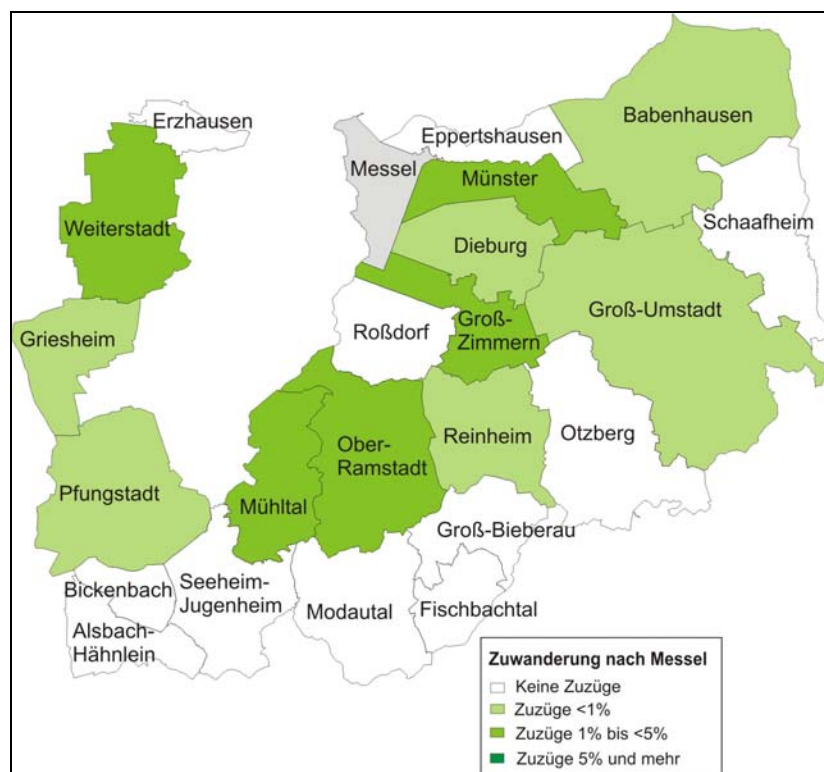 Erzhausen
Eppertshausen
Babenhausen
Messel
Münster
Schaafheim
Weiterstadt
Dieburg
Groß-Umstadt
Griesheim
Roßdorf
Groß-
Zimmern
Reinheim
Otzberg
Ober-
Ramstadt
Pfungstadt
Mühltal
Groß-Bieberau
Bickenbach
Seeheim-
Jugenheim
Modautal
Fischbachtal
Alsbach-
Hähnlein
Zuwanderung nach Messel
Keine Zuzüge
Zuzüge <1%
Zuzüge 1% bis <5%
Zuzüge 5% und mehr